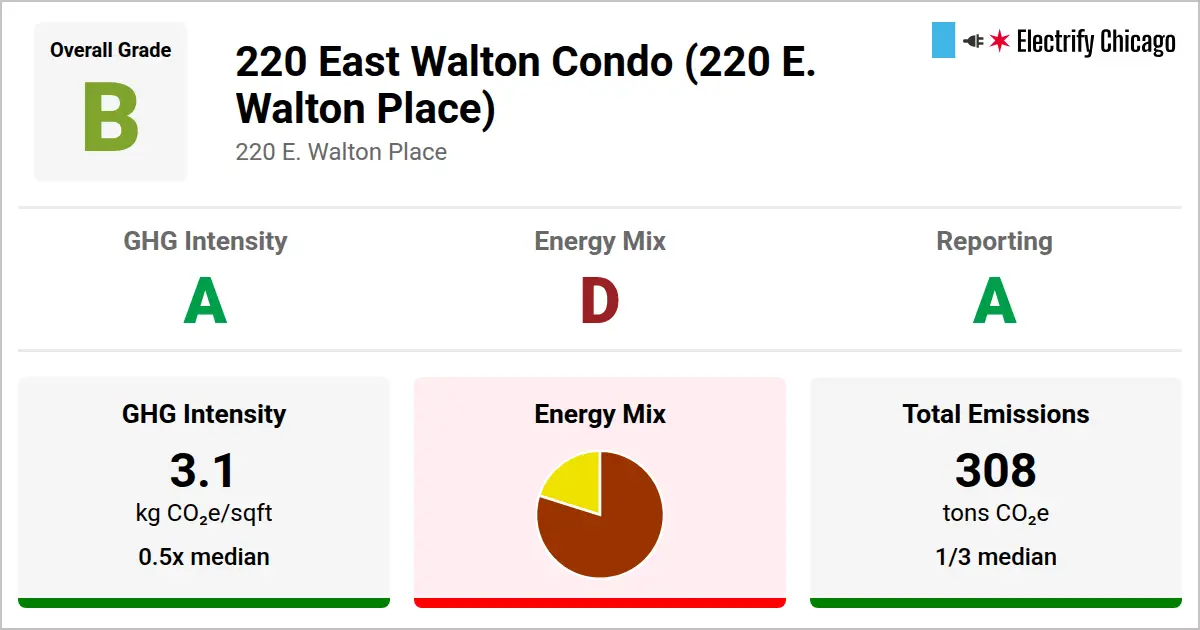 Overall Grade
B
220 East Walton Condo (220 E.
Walton Place)
220 E. Walton Place
Electrify Chicago
GHG Intensity
A
Energy Mix
D
Reporting
A
GHG Intensity
3.1
kg CO₂e/sqft
0.5x median
Energy Mix
Total Emissions
308
tons CO₂e
1/3 median